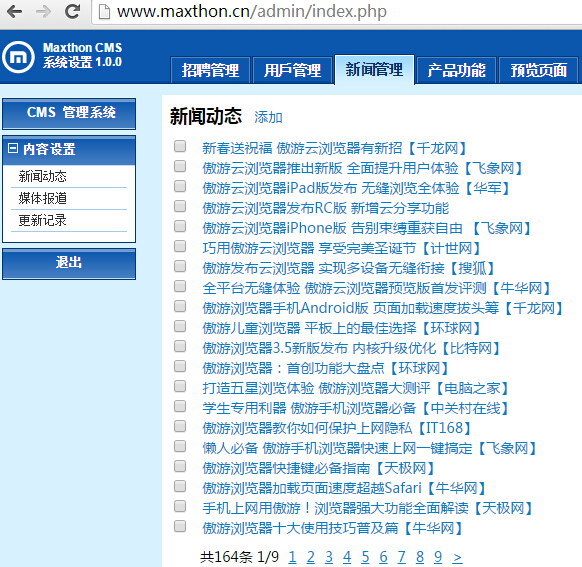 www.maxthon.cn/admin/index.php
Maxthon CMS
系统设置 1.0.0
招聘管理 用戶管理 新闻管理 产品功能 预览页面
CMS 管理系统
内容设置
新闻动态
媒体报道
更新记录
退出
新闻动态 添加
新春送祝福 傲游云浏览器有新招【千龙网】
傲游云浏览器推出新版 全面提升用户体验【飞象网】
傲游云浏览器iPad版发布 无缝浏览全体验【华军】
傲游云浏览器发布RC版 新增云分享功能
傲游云浏览器iPhone版 告别束缚重获自由 【飞象网】
巧用傲游云浏览器 享受完美圣诞节【计世网】
傲游发布云浏览器 实现多设备无缝衔接【搜狐】
全平台无缝体验 傲游云浏览器预览版首发评测【牛华网】
傲游浏览器手机Android版 页面加载速度拔头筹【千龙网】
傲游儿童浏览器 平板上的最佳选择【环球网】
傲游浏览器3.5新版发布 内核升级优化【比特网】
傲游浏览器：首创功能大盘点【环球网】
打造五星浏览体验 傲游浏览器大测评【电脑之家】
学生专用利器 傲游手机浏览器必备【中关村在线】
傲游浏览器教你如何保护上网隐私【IT168】
懒人必备 傲游手机浏览器快速上网一键搞定【飞象网】
傲游浏览器快捷键必备指南【天极网】
傲游浏览器加载页面速度超越Safari【牛华网】
手机上网用傲游！浏览器强大功能全面解读【天极网】
傲游浏览器十大使用技巧普及篇【牛华网】
共164条 1/9 1 2 3 4 5 6 7 8 9 >